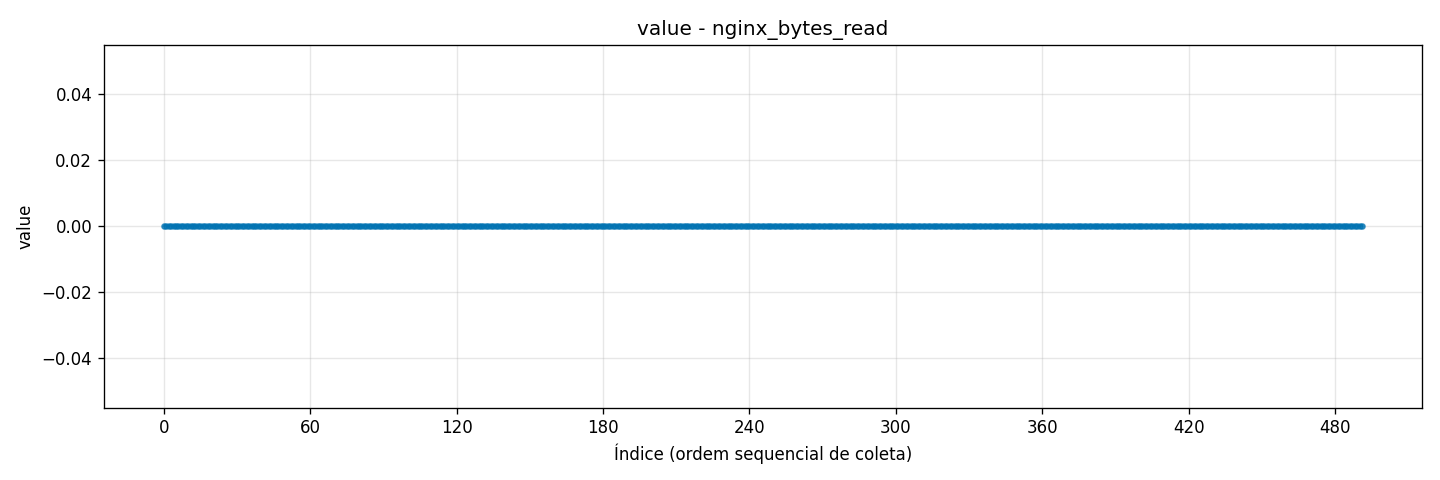 value - nginx_bytes_read
value
0.04
0.02
0.00
−0.02
−0.04
0 60 120 180 240 300 360 420 480
Índice (ordem sequencial de coleta)